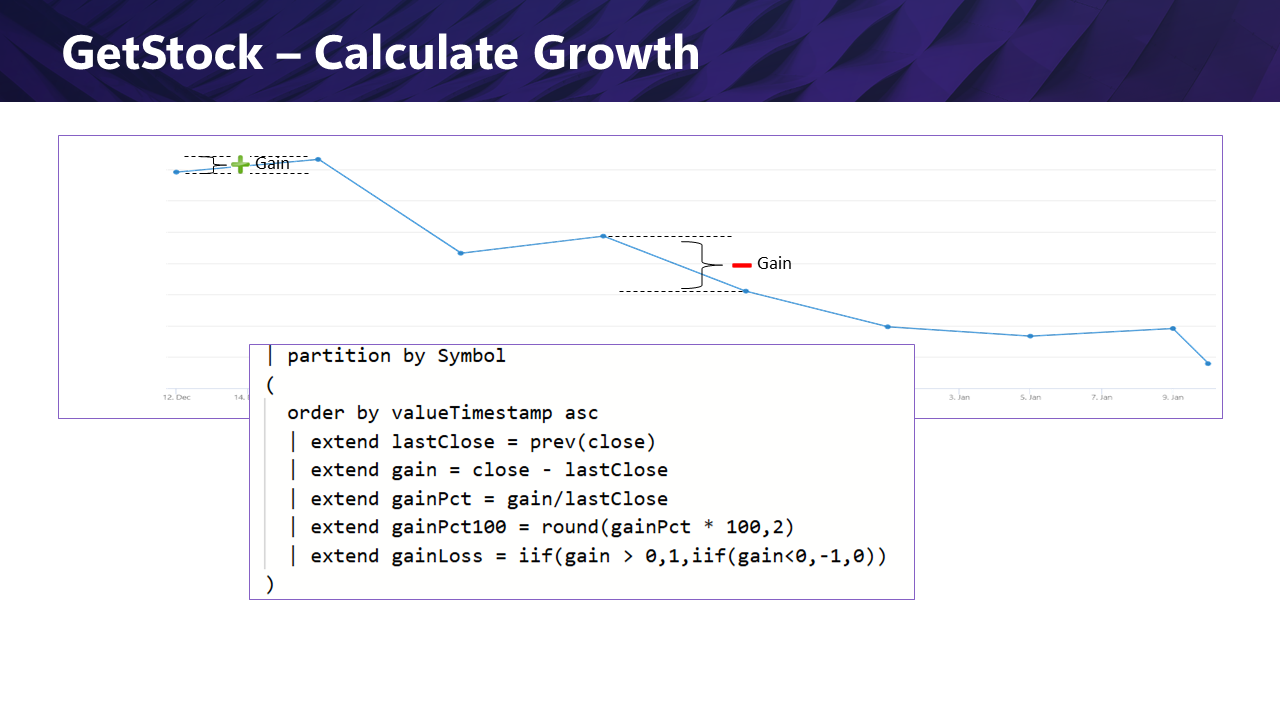 GetStock – Calculate Growth
Gain
Gain
12. Dec
14.
3. Jan
5. Jan
7. Jan
9. Jan
| partition by Symbol
(
order by valueTimestamp asc
| extend lastClose = prev(close)
| extend gain = close - lastClose
| extend gainPct = gain/lastClose
| extend gainPct100 = round(gainPct * 100,2)
| extend gainLoss = iif(gain > 0,1,iif(gain<0,-1,0))
)